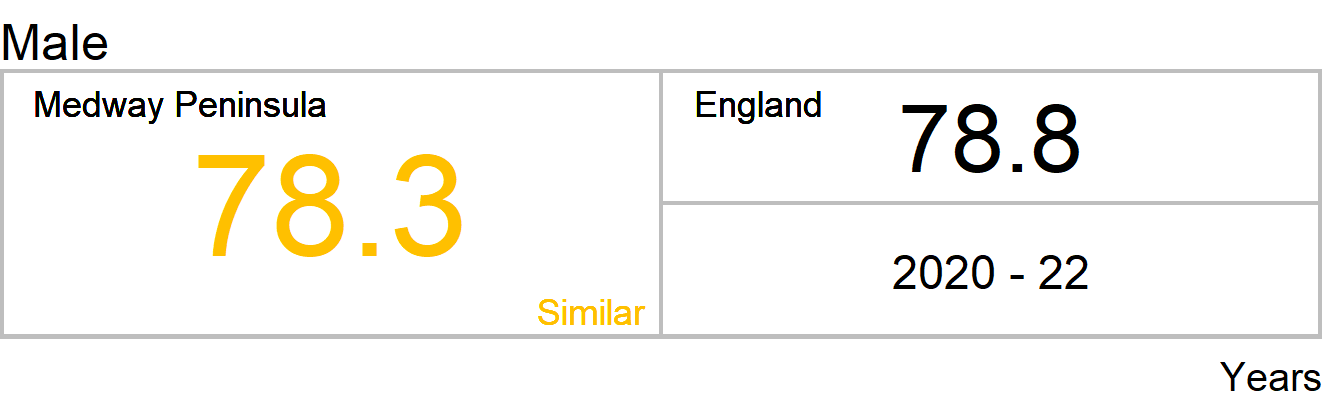 Male
Medway Peninsula
78.3
Similar
England
78.8
2020 - 22
Years